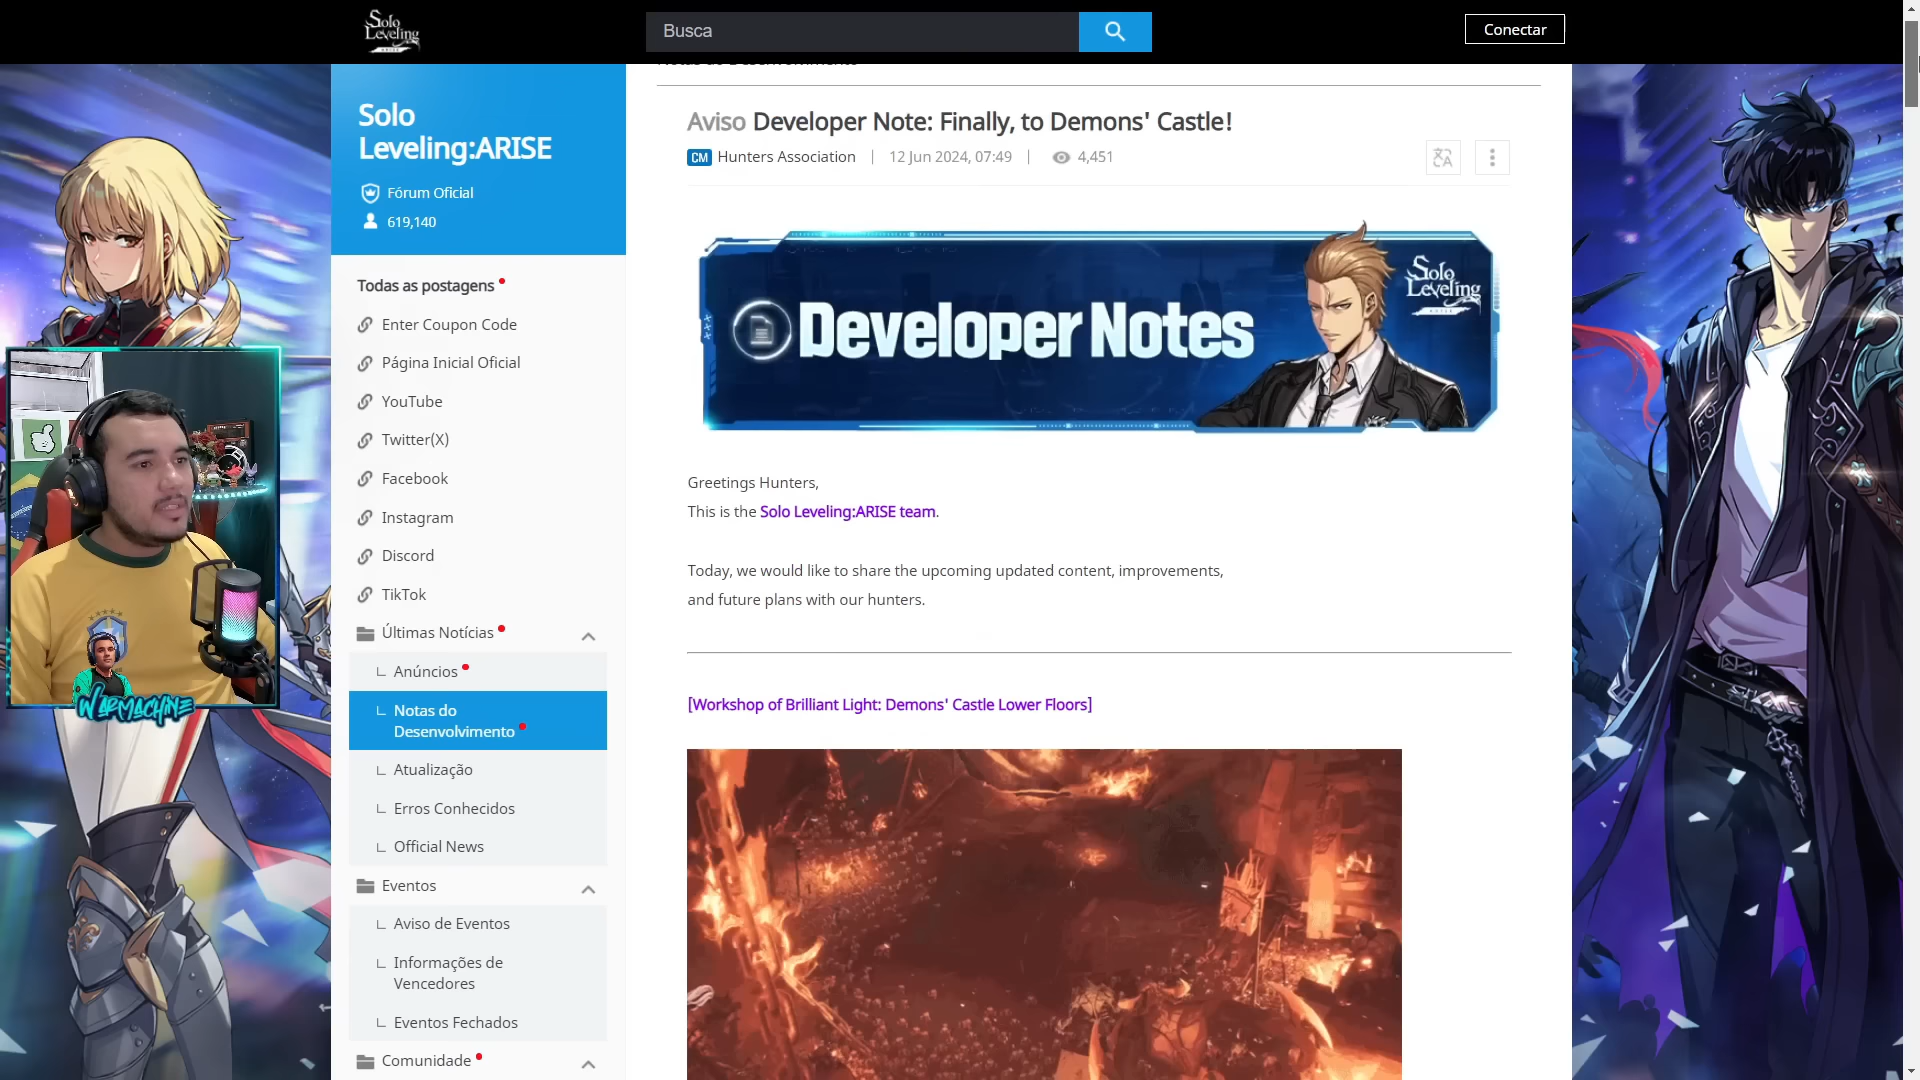 Solo
Leveling
ARISE
Busca
Conectar
Solo
Leveling:ARISE
Fórum Oficial
619,140
Todas as postagens
Enter Coupon Code
Página Inicial Oficial
YouTube
Twitter(X)
Facebook
Instagram
Discord
TikTok
Últimas Notícias
Anúncios
Notas do
Desenvolvimento
Atualização
Erros Conhecidos
Official News
Eventos
Aviso de Eventos
Informações de
Vencedores
Eventos Fechados
Comunidade
WARMACHINE
Notas do Desenvolvimento
Aviso Developer Note: Finally, to Demons' Castle!
CM Hunters Association | 12 Jun 2024, 07:49 | 4,451
Developer Notes
Solo
Leveling
ARISE
Greetings Hunters,
This is the Solo Leveling:ARISE team.
Today, we would like to share the upcoming updated content, improvements,
and future plans with our hunters.
[Workshop of Brilliant Light: Demons' Castle Lower Floors]